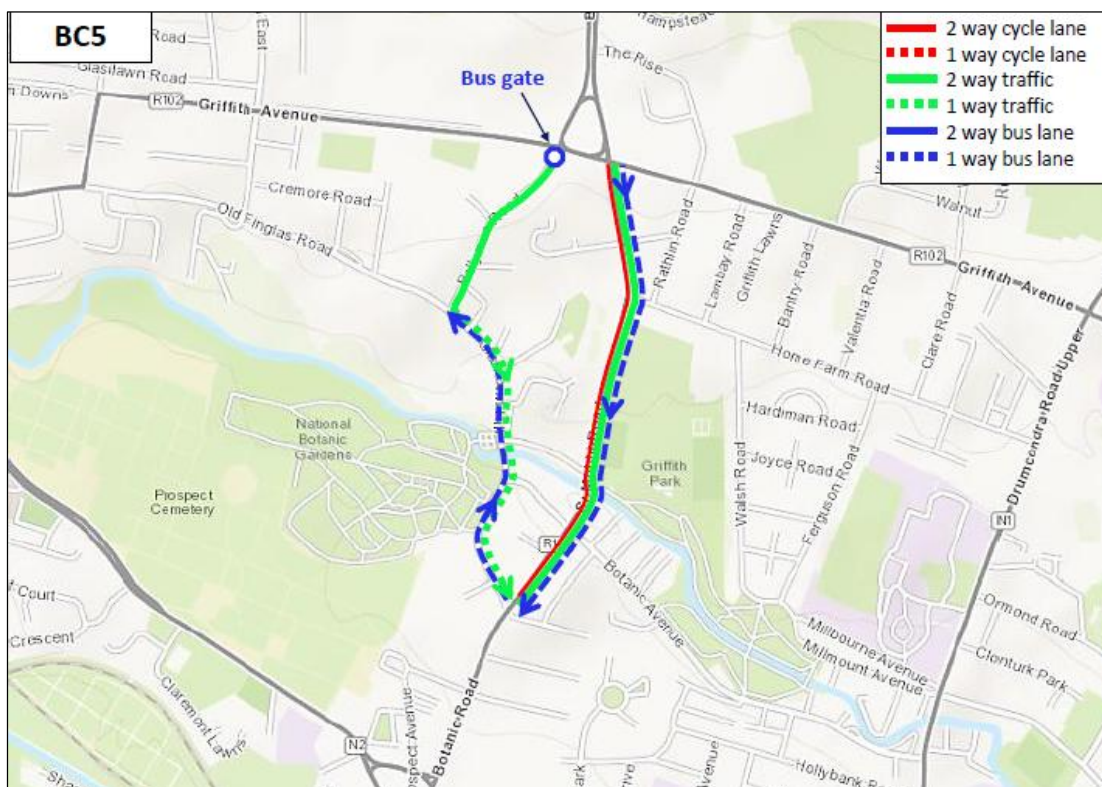 BC5
2 way cycle lane
1 way cycle lane
2 way traffic
1 way traffic
2 way bus lane
1 way bus lane
Bus gate
Hampstead
The Rise
Road
East
Glasilawn Road
n Downs
R102
Griffith Avenue
Cremore Road
Old Finglas Road
Walnut
Rathlin Road
Lambay Road
Griffith Lawns
Bantry Road
Valentia Road
Clare Road
R102
Griffith Avenue
Home Farm Road
Drumcondra Road Upper
Hardiman Road
Joyce Road
Walsh Road
Ferguson Road
National
Botanic
Gardens
Griffith
Park
Prospect
Cemetery
IN1
Botanic Avenue
Court
Crescent
Ormond Road
Clonturk Park
Millbourne Avenue
Millmount Avenue
Claremont Lawns
N2
Botanic Road
Prospect Avenue
Park
Avenue
Hollybank